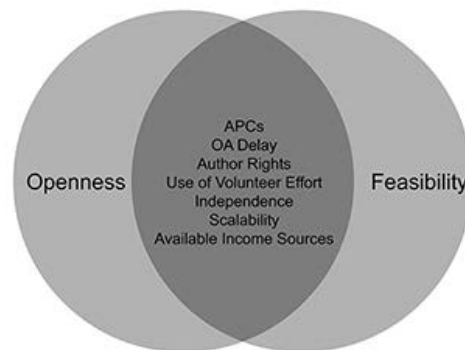 APCs
OA Delay
Author Rights
Openness
Use of Volunteer Effort
Feasibility
Independence
Scalability
Available Income Sources